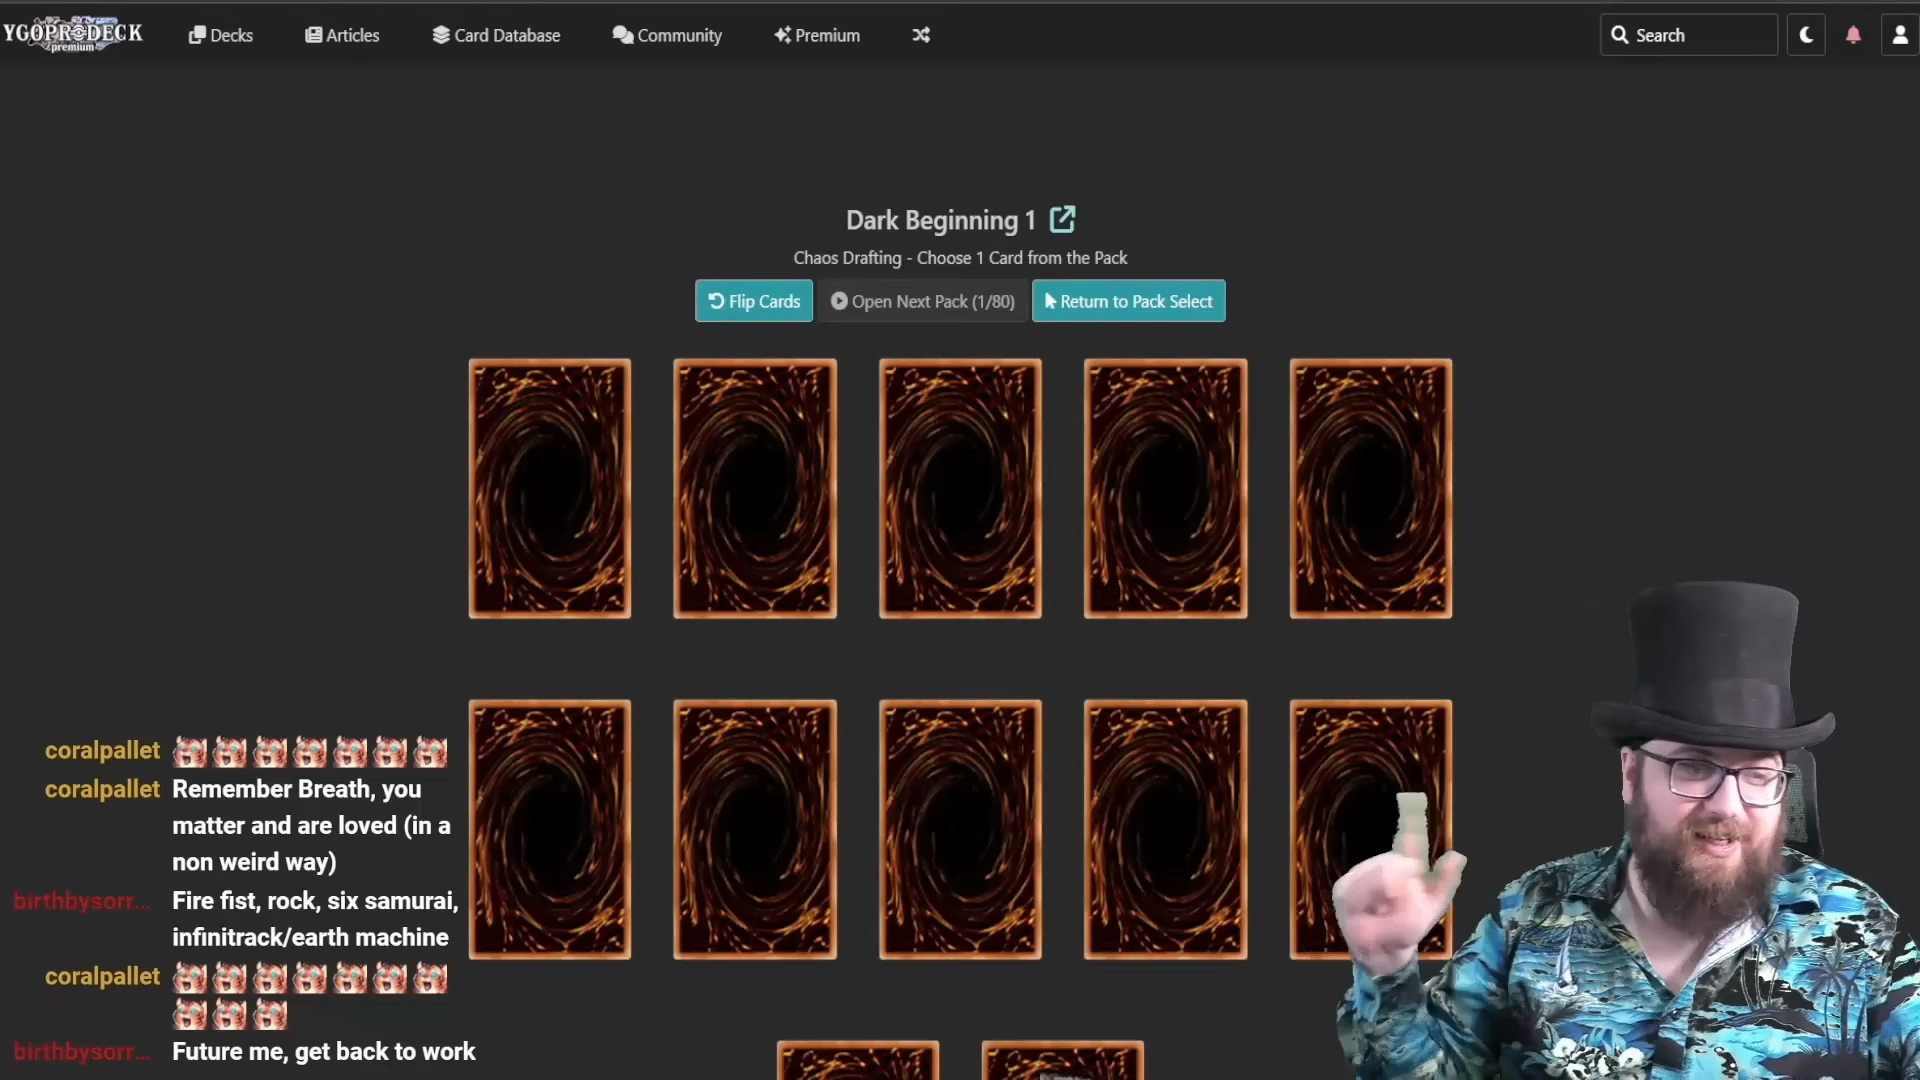 YGOPRODECK
premium
Decks
Articles
Card Database
Community
Premium
Search
Dark Beginning 1
Chaos Drafting - Choose 1 Card from the Pack
Flip Cards
Open Next Pack (1/80)
Return to Pack Select
coralpallet
coralpallet Remember Breath, you
matter and are loved (in a
non weird way)
birthbysorr... Fire fist, rock, six samurai,
infinitrack/earth machine
coralpallet
birthbysorr... Future me, get back to work